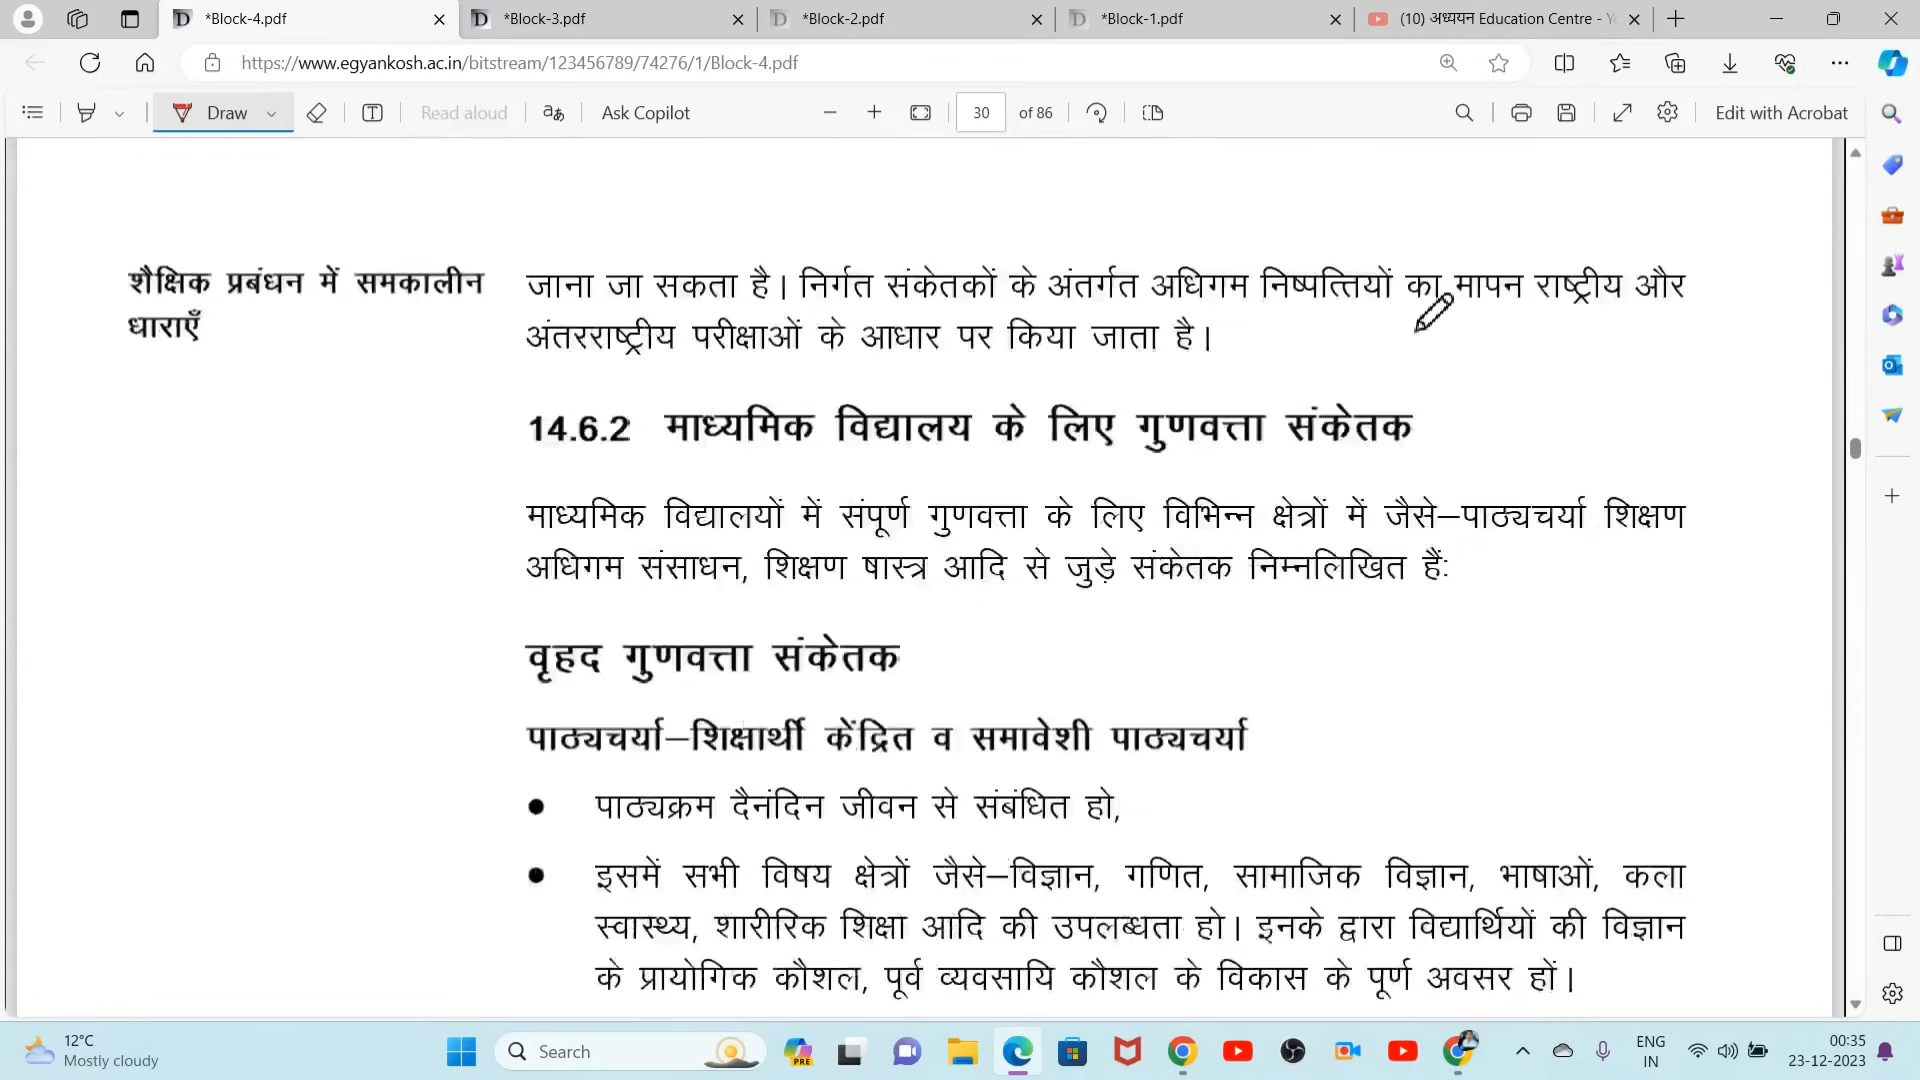 *Block-4.pdf
*Block-3.pdf
*Block-2.pdf
*Block-1.pdf
(10) अध्ययन Education Centre - Y
https://www.egyankosh.ac.in/bitstream/123456789/74276/1/Block-4.pdf
Draw
Read aloud
Ask Copilot
30
of 86
Edit with Acrobat
शैक्षिक प्रबंधन में समकालीन
धाराएँ
जाना जा सकता है। निर्गत संकेतकों के अंतर्गत अधिगम निष्पत्तियों का मापन राष्ट्रीय और
अंतरराष्ट्रीय परीक्षाओं के आधार पर किया जाता है।
14.6.2 माध्यमिक विद्यालय के लिए गुणवत्ता संकेतक
माध्यमिक विद्यालयों में संपूर्ण गुणवत्ता के लिए विभिन्न क्षेत्रों में जैसे–पाठ्यचर्या शिक्षण
अधिगम संसाधन, शिक्षण षास्त्र आदि से जुड़े संकेतक निम्नलिखित हैं:
वृहद गुणवत्ता संकेतक
पाठ्यचर्या–शिक्षार्थी केंद्रित व समावेशी पाठ्यचर्या
● पाठ्यक्रम दैनंदिन जीवन से संबंधित हो,
● इसमें सभी विषय क्षेत्रों जैसे–विज्ञान, गणित, सामाजिक विज्ञान, भाषाओं, कला
स्वास्थ्य, शारीरिक शिक्षा आदि की उपलब्धता हो। इनके द्वारा विद्यार्थियों की विज्ञान
के प्रायोगिक कौशल, पूर्व व्यवसायि कौशल के विकास के पूर्ण अवसर हों।
12°C
Mostly cloudy
Search
PRE
ENG
IN
00:35
23-12-2023